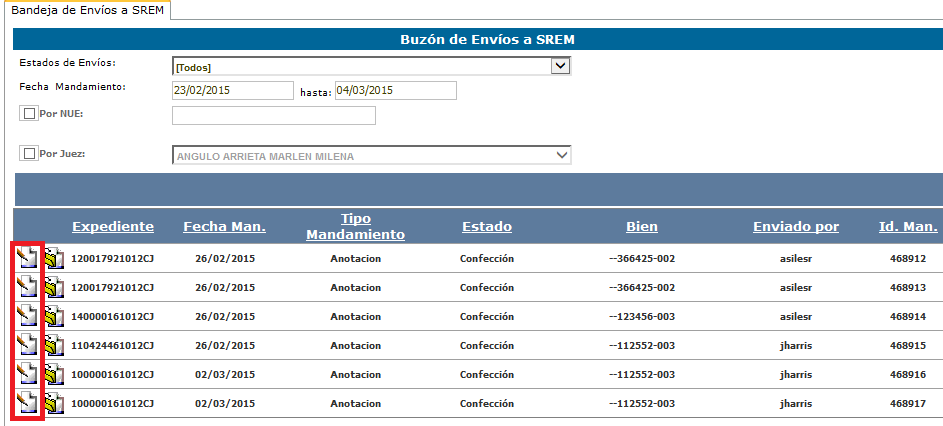 Bandeja de Envíos a SREM
Buzón de Envíos a SREM
Estados de Envíos: [Todos]
Fecha Mandamiento: 23/02/2015 hasta: 04/03/2015
Por NUE:
Por Juez: ANGULO ARRIETA MARLEN MILENA
Expediente Fecha Man. Tipo Mandamiento Estado Bien Enviado por Id. Man.
120017921012CJ 26/02/2015 Anotacion Confección --366425-002 asilesr 468912
120017921012CJ 26/02/2015 Anotacion Confección --366425-002 asilesr 468913
140000161012CJ 26/02/2015 Anotacion Confección --123456-003 asilesr 468914
110424461012CJ 26/02/2015 Anotacion Confección --112552-003 jharris 468915
100000161012CJ 02/03/2015 Anotacion Confección --112552-003 jharris 468916
100000161012CJ 02/03/2015 Anotacion Confección --112552-003 jharris 468917